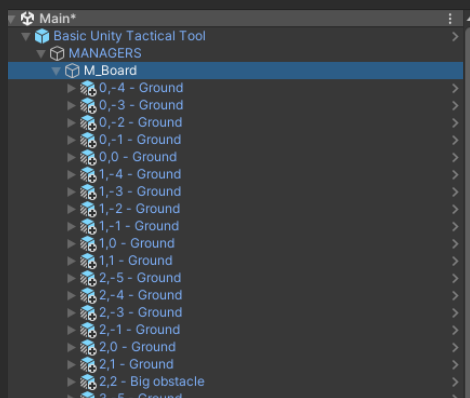 Main*
Basic Unity Tactical Tool
MANAGERS
M_Board
0,-4 - Ground
0,-3 - Ground
0,-2 - Ground
0,-1 - Ground
0,0 - Ground
1,-4 - Ground
1,-3 - Ground
1,-2 - Ground
1,-1 - Ground
1,0 - Ground
1,1 - Ground
2,-5 - Ground
2,-4 - Ground
2,-3 - Ground
2,-1 - Ground
2,0 - Ground
2,1 - Ground
2,2 - Big obstacle